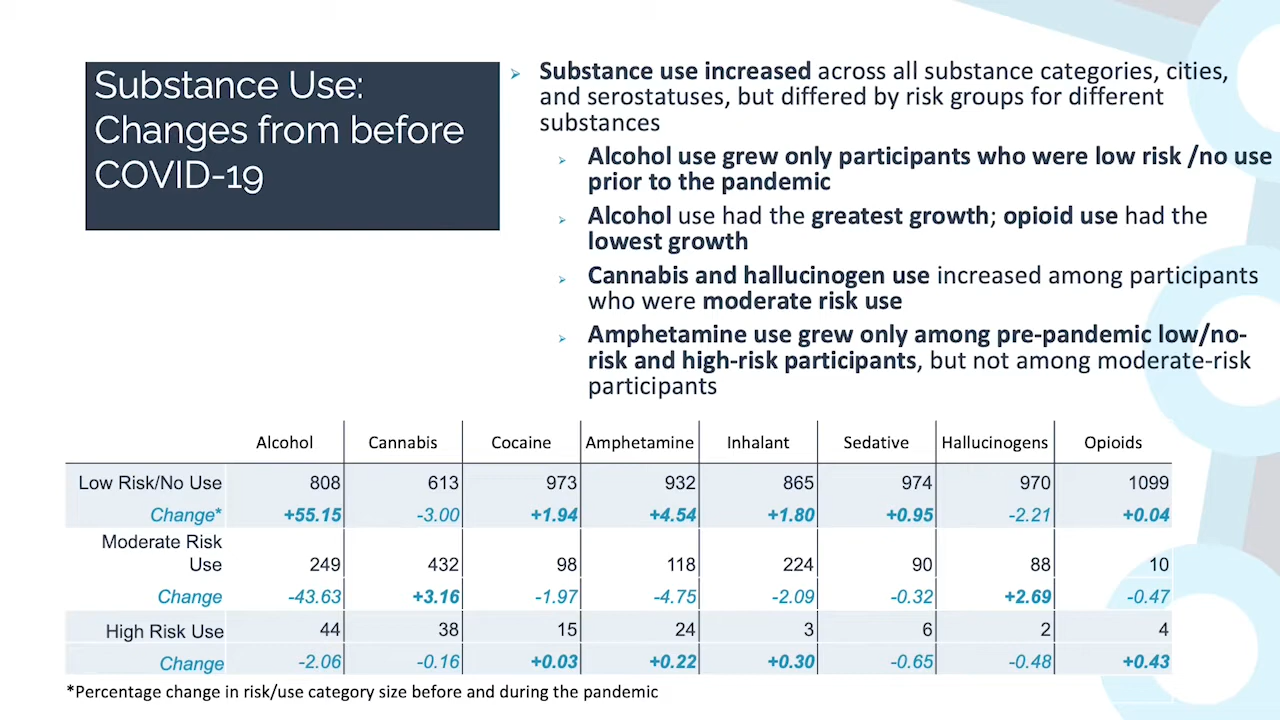 Substance Use:
Changes from before
COVID-19
Substance use increased across all substance categories, cities,
and serostatuses, but differed by risk groups for different
substances
Alcohol use grew only participants who were low risk /no use
prior to the pandemic
Alcohol use had the greatest growth; opioid use had the
lowest growth
Cannabis and hallucinogen use increased among participants
who were moderate risk use
Amphetamine use grew only among pre-pandemic low/no-
risk and high-risk participants, but not among moderate-risk
participants
Alcohol Cannabis Cocaine Amphetamine Inhalant Sedative Hallucinogens Opioids
Low Risk/No Use 808 613 973 932 865 974 970 1099
Change* +55.15 -3.00 +1.94 +4.54 +1.80 +0.95 -2.21 +0.04
Moderate Risk
Use 249 432 98 118 224 90 88 10
Change -43.63 +3.16 -1.97 -4.75 -2.09 -0.32 +2.69 -0.47
High Risk Use 44 38 15 24 3 6 2 4
Change -2.06 -0.16 +0.03 +0.22 +0.30 -0.65 -0.48 +0.43
*Percentage change in risk/use category size before and during the pandemic